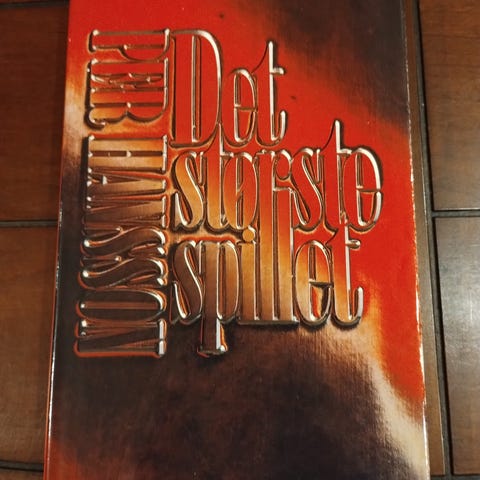 PER HANSSON
Det
største
spillet